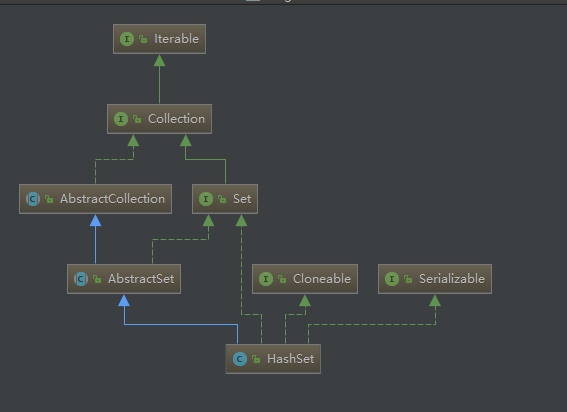 I Iterable
I Collection
C AbstractCollection
I Set
C AbstractSet
I Cloneable
I Serializable
C HashSet